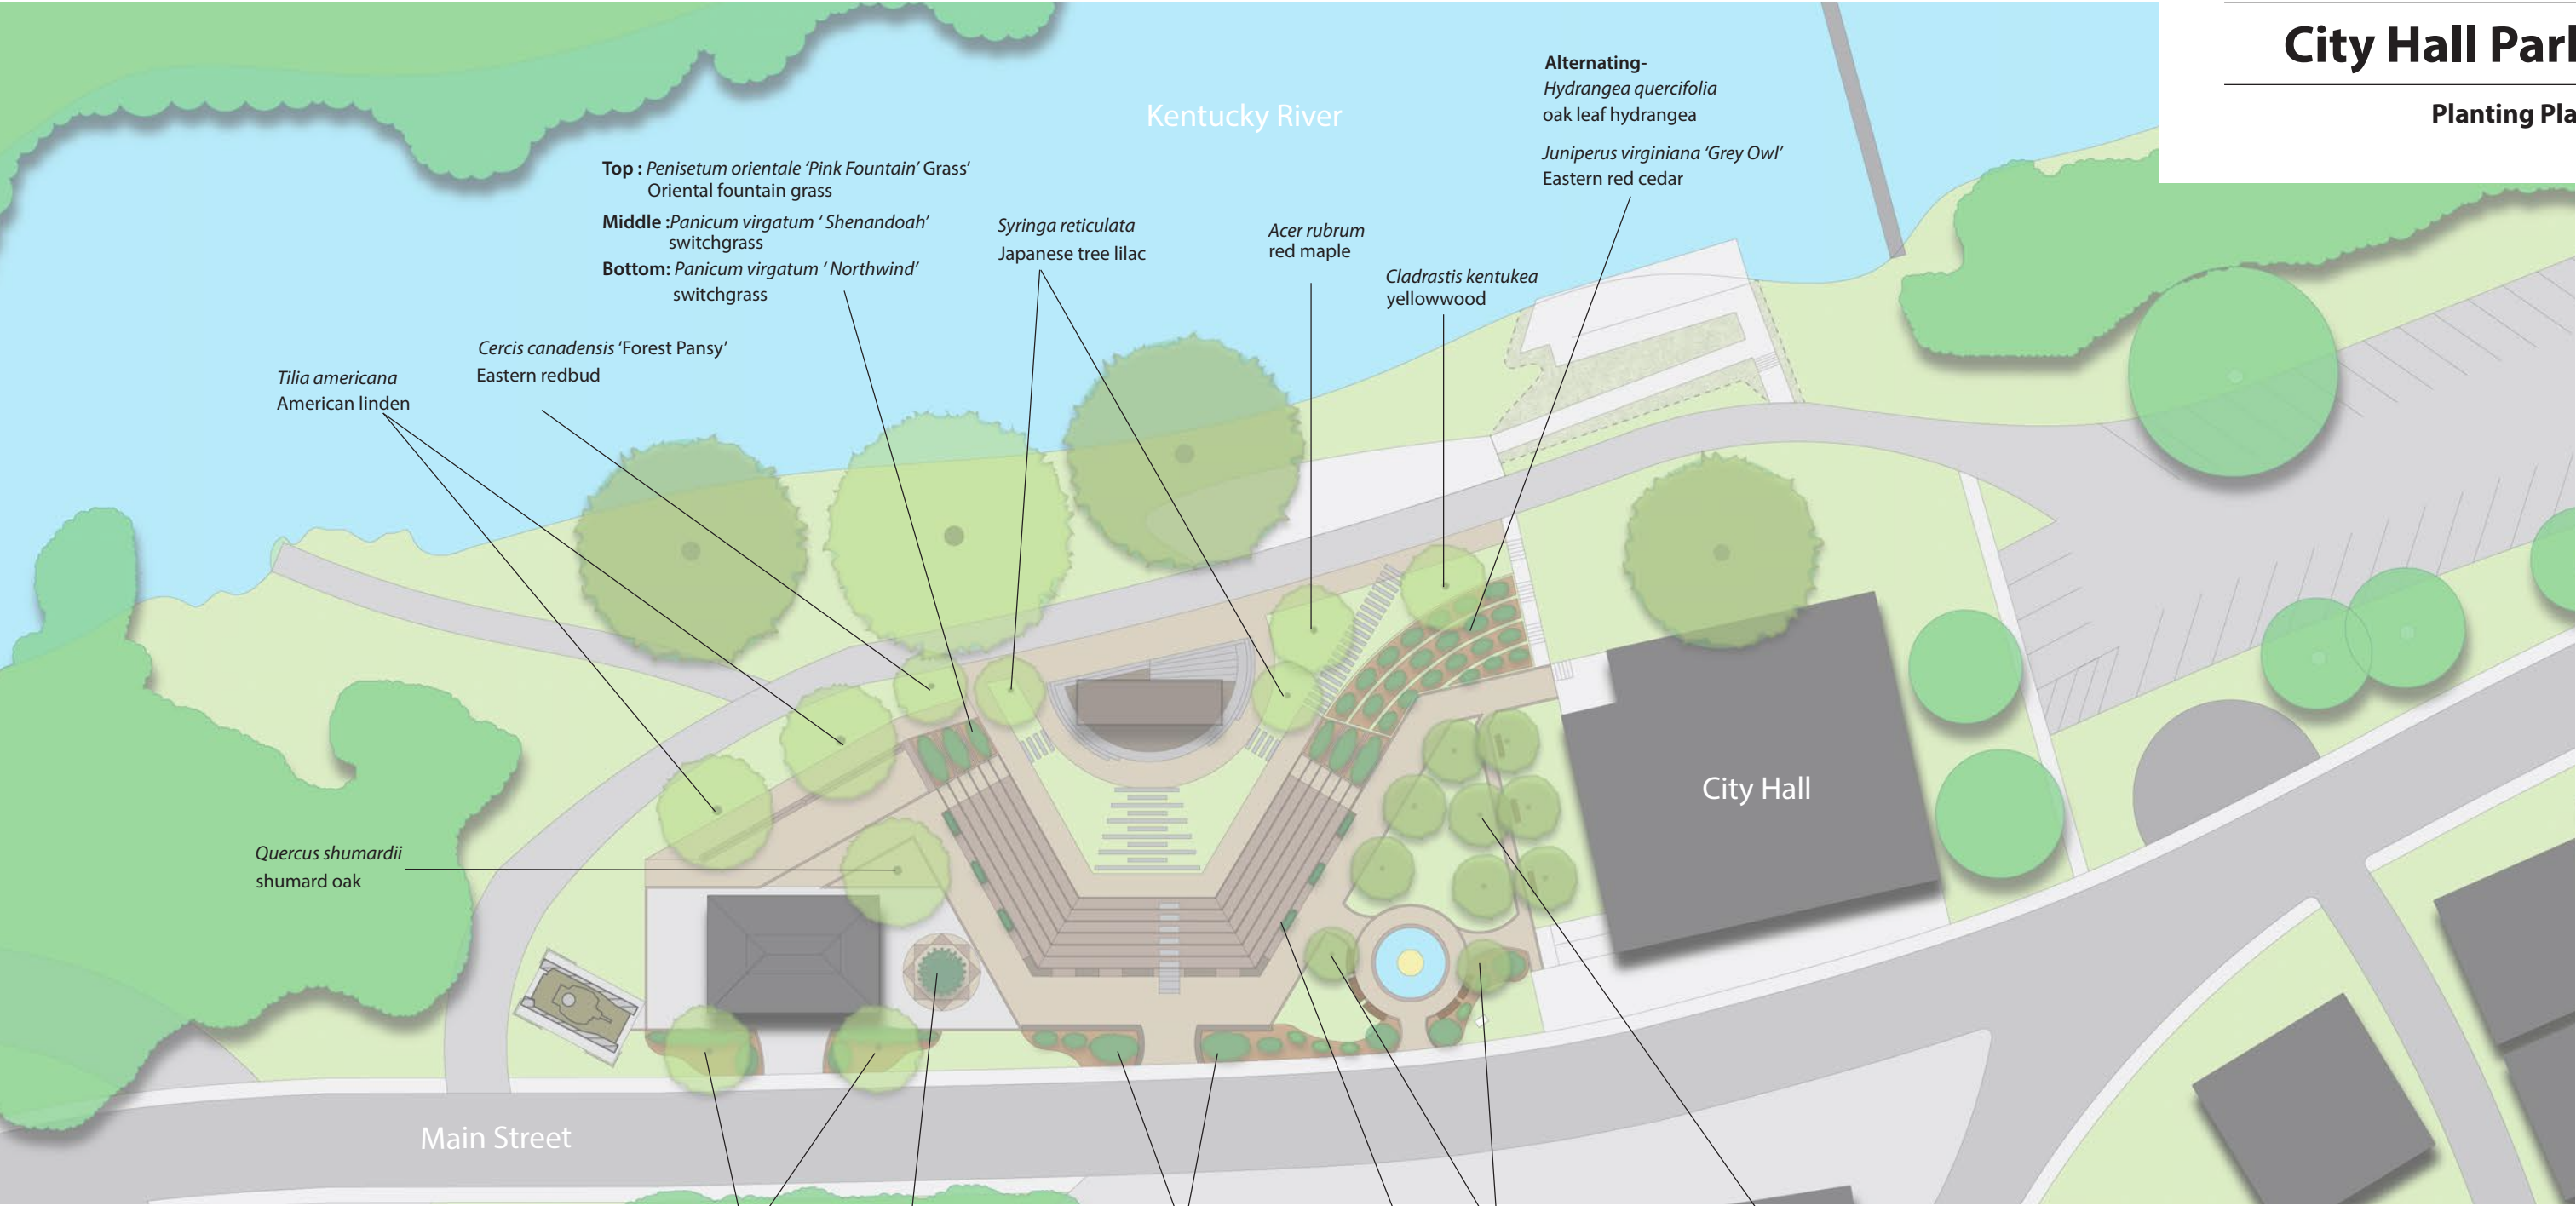 City Hall Par
Planting Pla
Kentucky River
Alternating-
Hydrangea quercifolia
oak leaf hydrangea
Juniperus virginiana ‘Grey Owl’
Eastern red cedar
Top : Penisetum orientale ‘Pink Fountain’ Grass’
Oriental fountain grass
Middle :Panicum virgatum ‘ Shenandoah’
switchgrass
Bottom: Panicum virgatum ‘ Northwind’
switchgrass
Syringa reticulata
Japanese tree lilac
Acer rubrum
red maple
Cladrastis kentukea
yellowwood
Cercis canadensis ‘Forest Pansy’
Eastern redbud
Tilia americana
American linden
Quercus shumardii
shumard oak
City Hall
Main Street